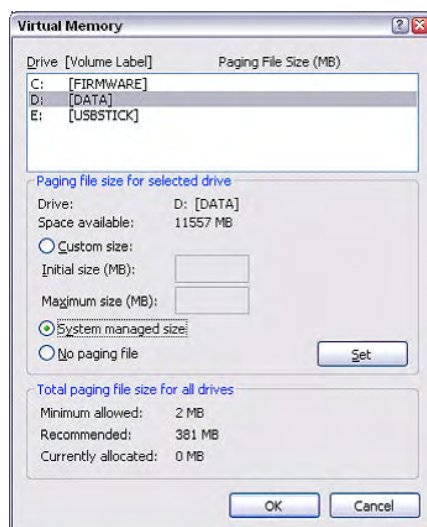 Virtual Memory
Drive [Volume Label] Paging File Size (MB)
C: [FIRMWARE]
D: [DATA]
E: [USBSTICK]
Paging file size for selected drive
Drive: D: [DATA]
Space available: 11557 MB
Custom size:
Initial size (MB):
Maximum size (MB):
System managed size
No paging file
Set
Total paging file size for all drives
Minimum allowed: 2 MB
Recommended: 381 MB
Currently allocated: 0 MB
OK Cancel